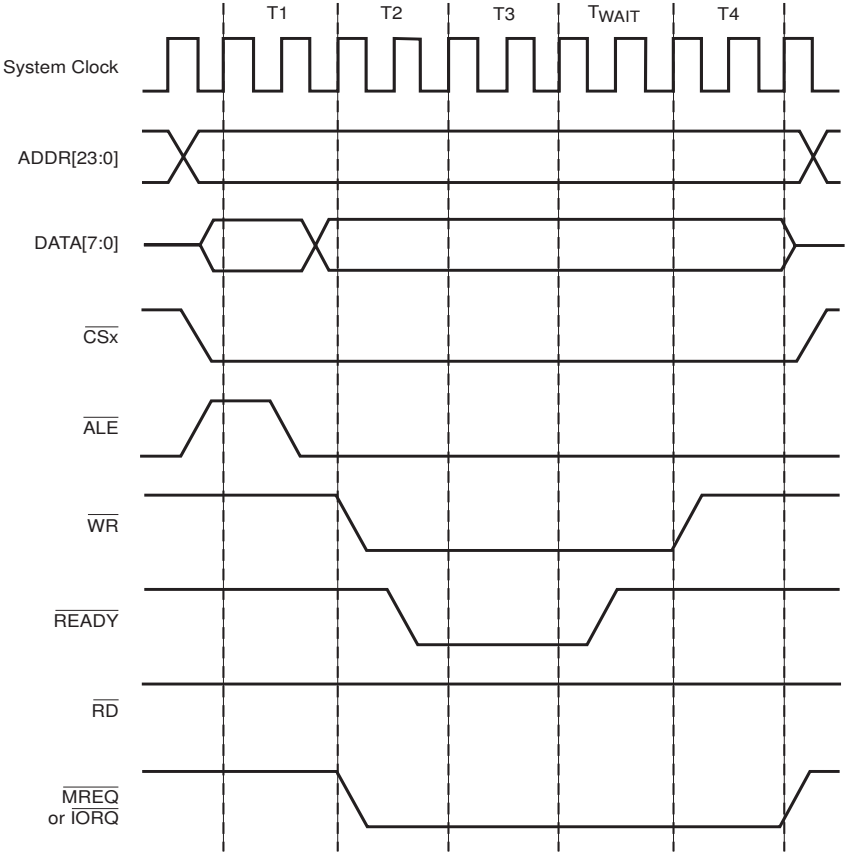 T1 T2 T3 TWAIT T4
System Clock
ADDR[23:0]
DATA[7:0]
CSx
ALE
WR
READY
RD
MREQ
or IORQ